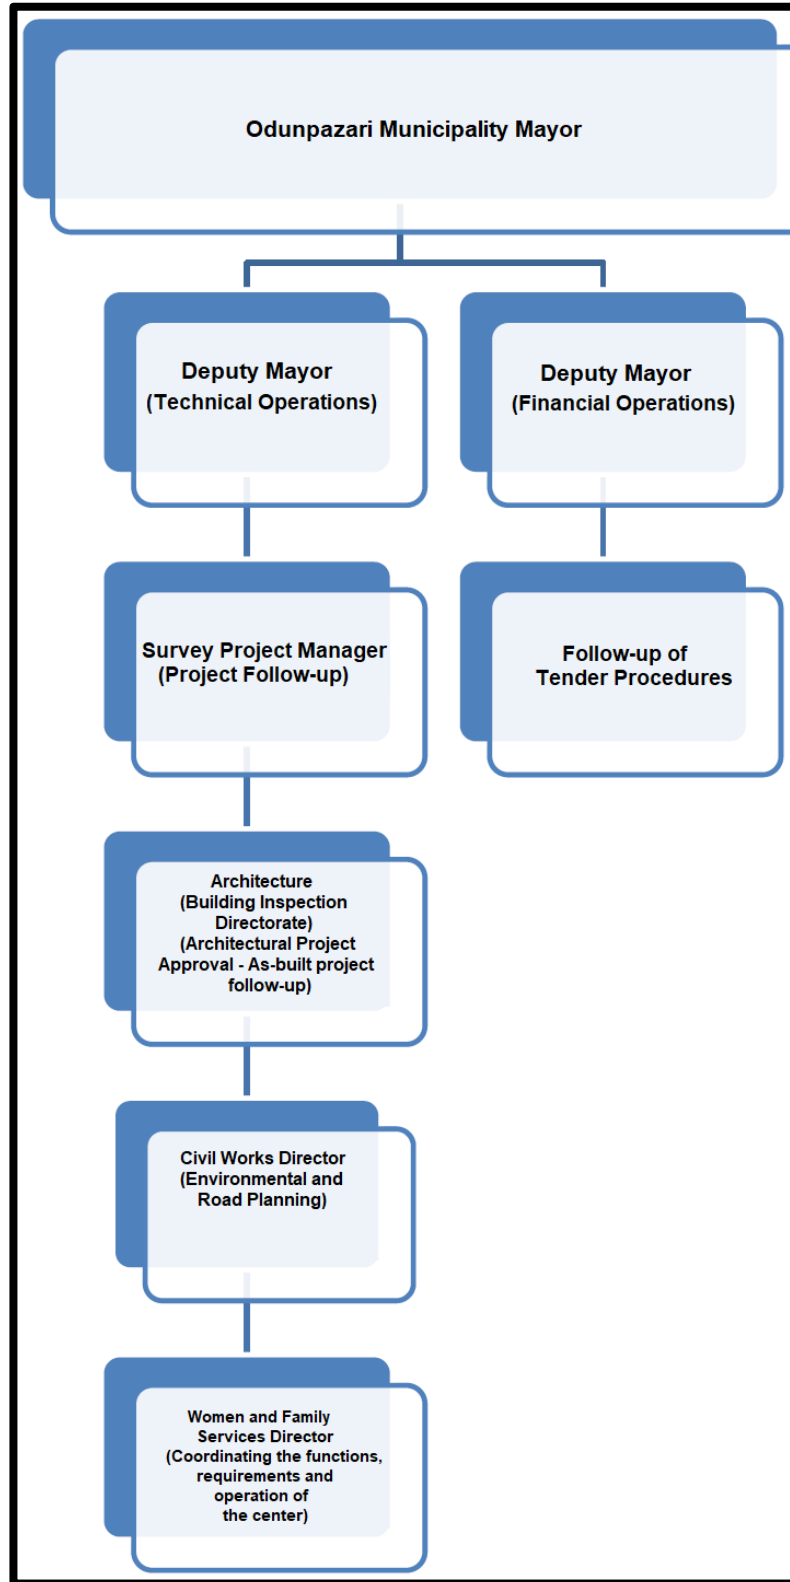 Odunpazari Municipality Mayor
Deputy Mayor
(Technical Operations)
Deputy Mayor
(Financial Operations)
Survey Project Manager
(Project Follow-up)
Follow-up of
Tender Procedures
Architecture
(Building Inspection
Directorate)
(Architectural Project
Approval - As-built project
follow-up)
Civil Works Director
(Environmental and
Road Planning)
Women and Family
Services Director
(Coordinating the functions,
requirements and
operation of
the center)